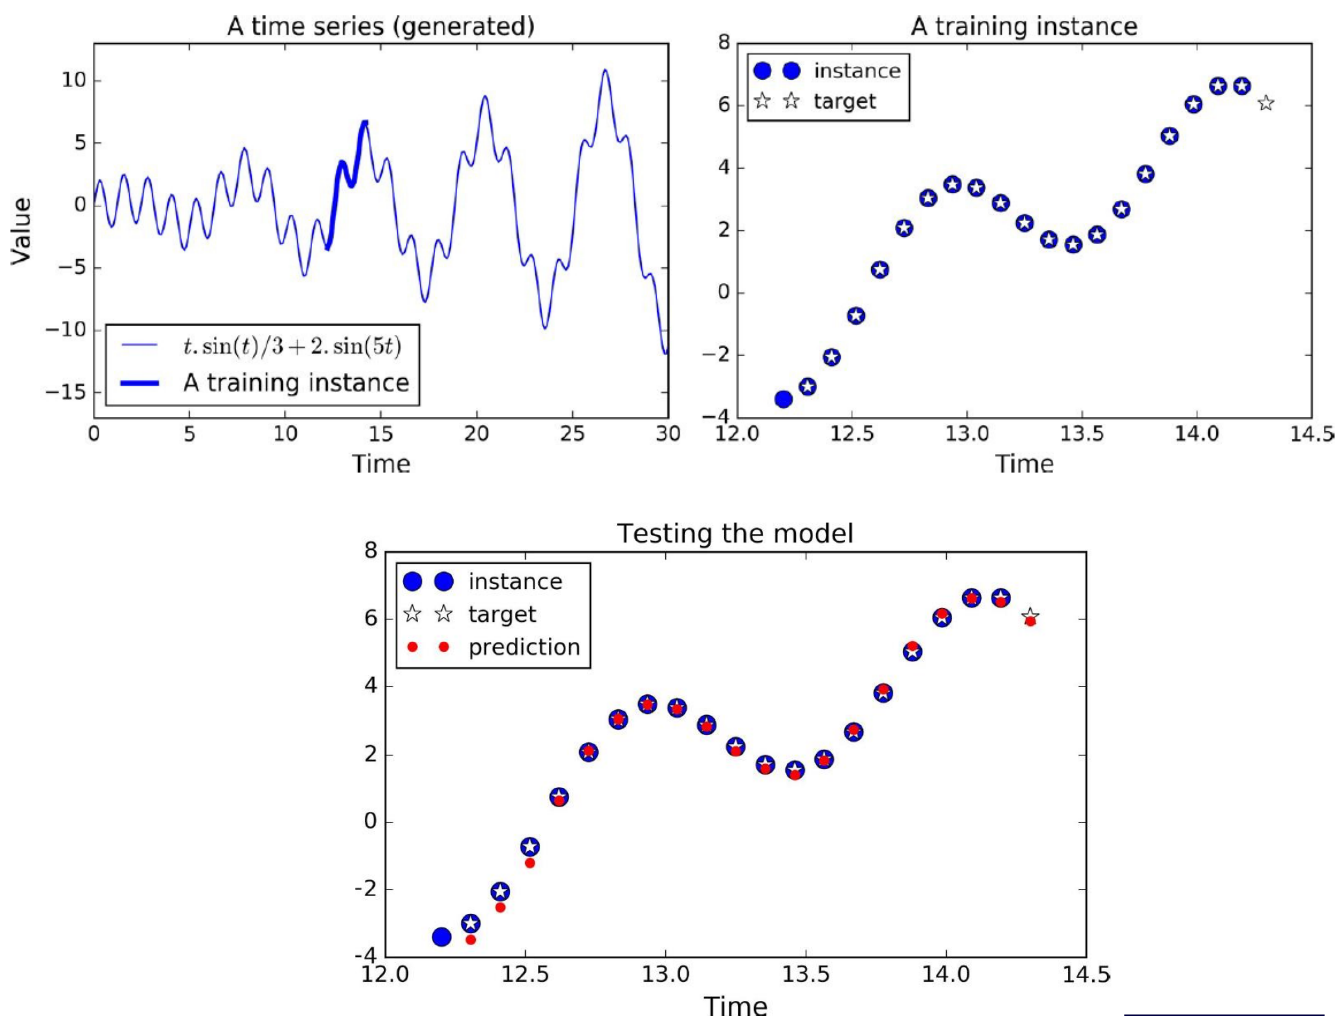 A time series (generated)
Value
10
5
0
−5
−10
−15
t.sin(t)/3 + 2.sin(5t)
A training instance
0 5 10 15 20 25 30
Time
A training instance
8
6
4
2
0
−2
−4
instance
target
12.0 12.5 13.0 13.5 14.0 14.5
Time
Testing the model
8
6
4
2
0
-2
-4
instance
target
prediction
12.0 12.5 13.0 13.5 14.0 14.5
Time